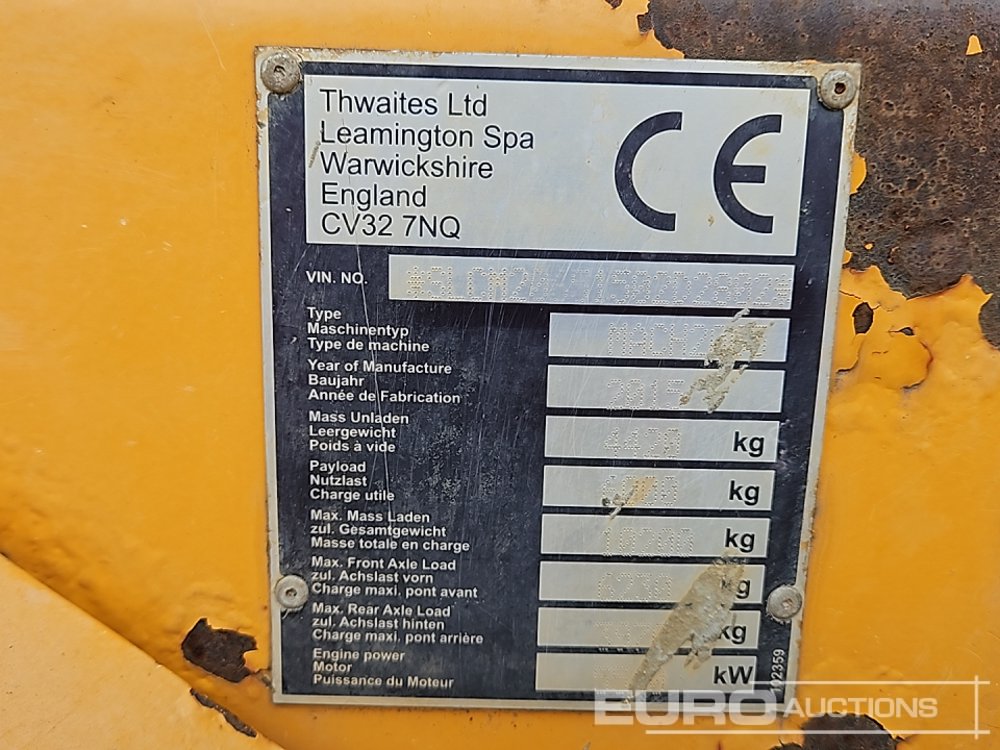 Thwaites Ltd
Leamington Spa
Warwickshire
England
CV32 7NQ
CE
VIN. NO.
Type
Maschinentyp
Type de machine
Year of Manufacture
Baujahr
Année de Fabrication
2015
Mass Unladen
Leergewicht
Poids à vide
4420 kg
Payload
Nutzlast
Charge utile
kg
Max. Mass Laden
zul. Gesamtgewicht
Masse totale en charge
kg
Max. Front Axle Load
zul. Achslast vorn
Charge maxi. pont avant
kg
Max. Rear Axle Load
zul. Achslast hinten
Charge maxi. pont arrière
kg
Engine power
Motor
Puissance du Moteur
kW
EURO AUCTIONS